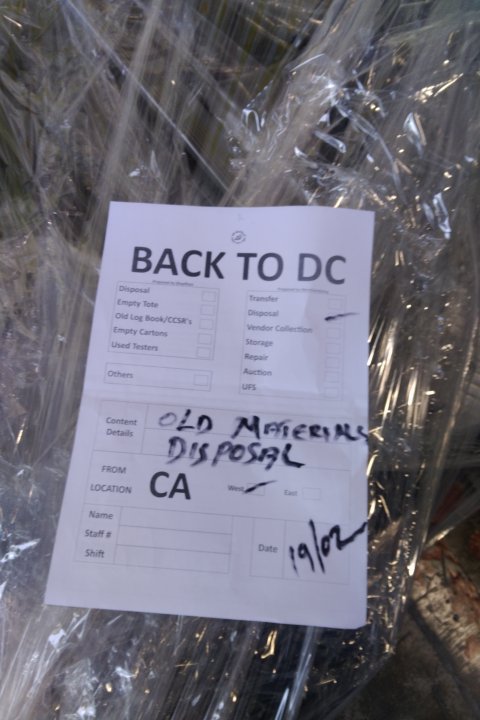 BACK TO DC
Disposal
Empty Tote
Old Log Book/CCSR's
Empty Cartons
Used Testers
Others
Transfer
Disposal
Vendor Collection
Storage
Repair
Auction
UFS
Content Details
OLD MATERIALS
DISPOSAL
FROM LOCATION
CA
West
East
Name
Staff #
Shift
Date
19/02